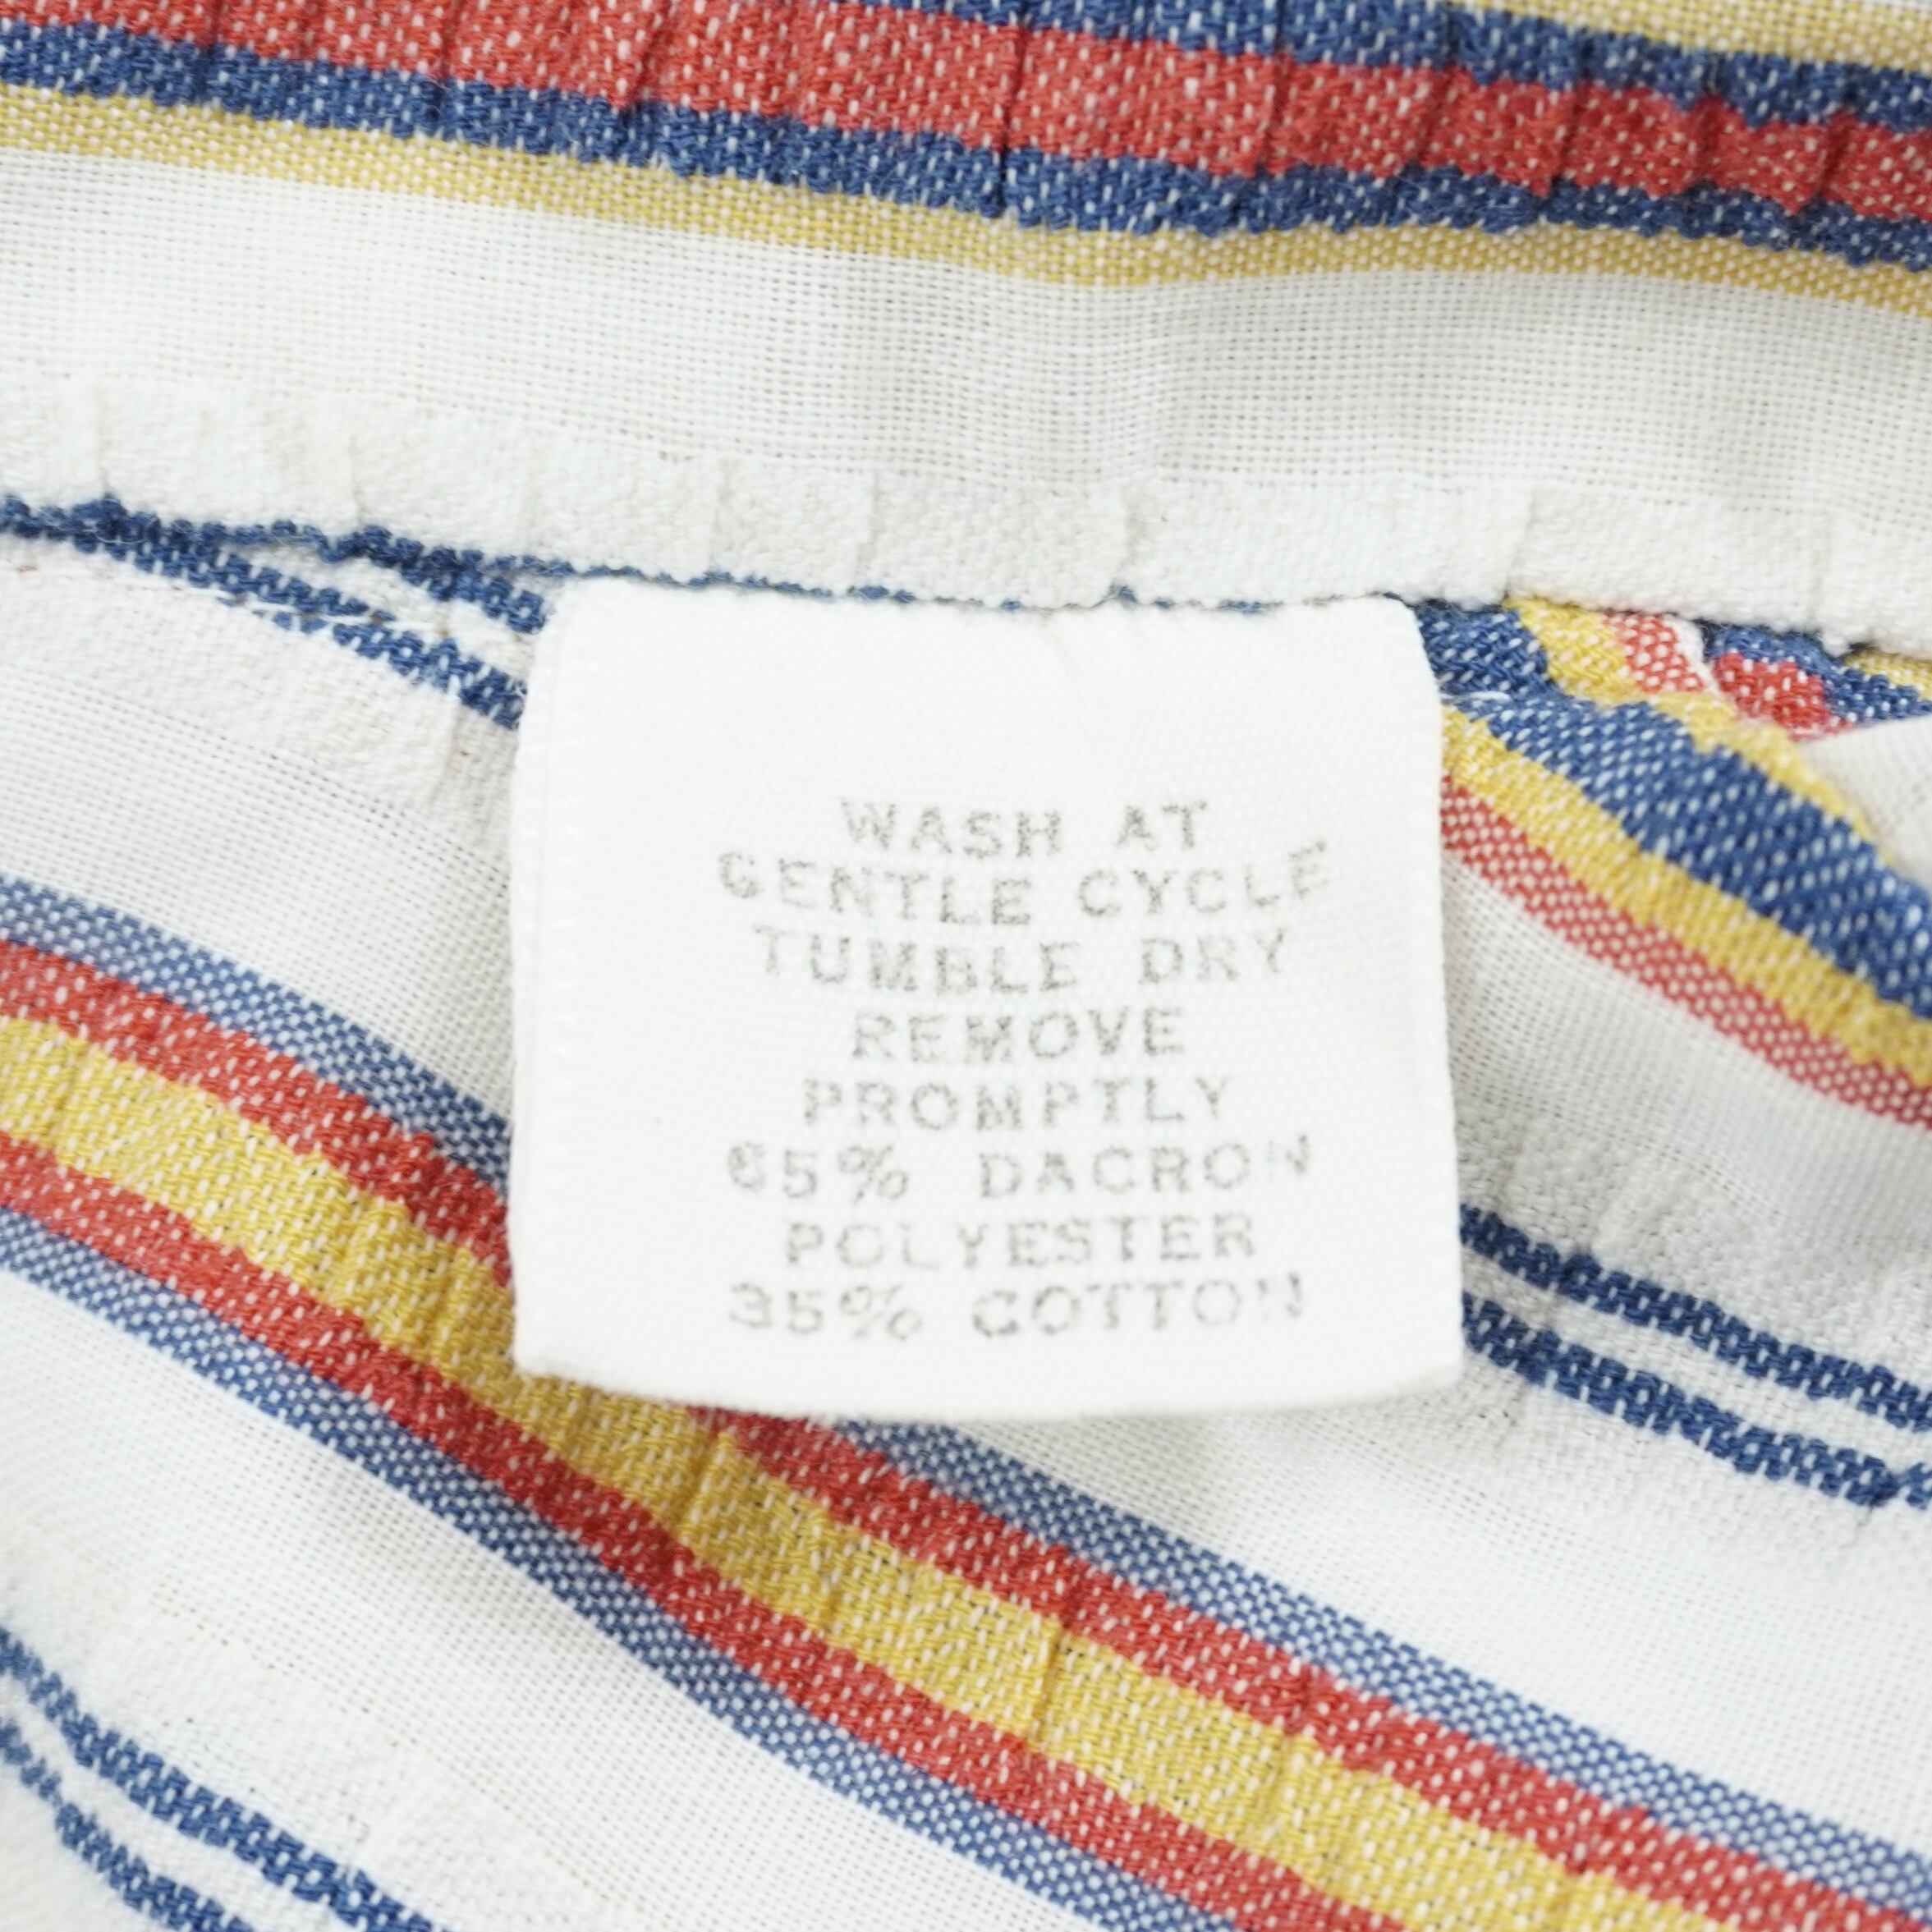 WASH AT
GENTLE CYCLE
TUMBLE DRY
REMOVE
PROMPTLY
65% DACRON
POLYESTER
35% COTTON